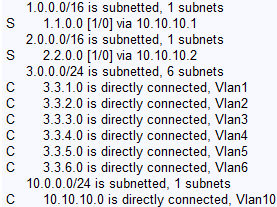 1.0.0.0/16 is subnetted, 1 subnets
S 1.1.0.0 [1/0] via 10.10.10.1
2.0.0.0/16 is subnetted, 1 subnets
S 2.2.0.0 [1/0] via 10.10.10.2
3.0.0.0/24 is subnetted, 6 subnets
C 3.3.1.0 is directly connected, Vlan1
C 3.3.2.0 is directly connected, Vlan2
C 3.3.3.0 is directly connected, Vlan3
C 3.3.4.0 is directly connected, Vlan4
C 3.3.5.0 is directly connected, Vlan5
C 3.3.6.0 is directly connected, Vlan6
10.0.0.0/24 is subnetted, 1 subnets
C 10.10.10.0 is directly connected, Vlan10